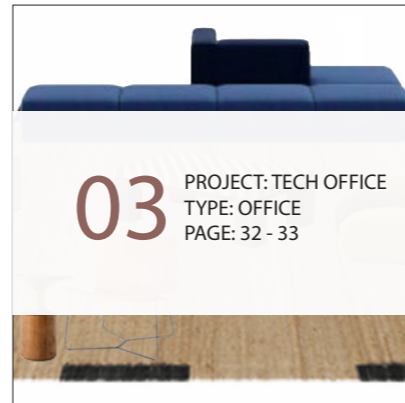 03
PROJECT: TECH OFFICE
TYPE: OFFICE
PAGE: 32 - 33